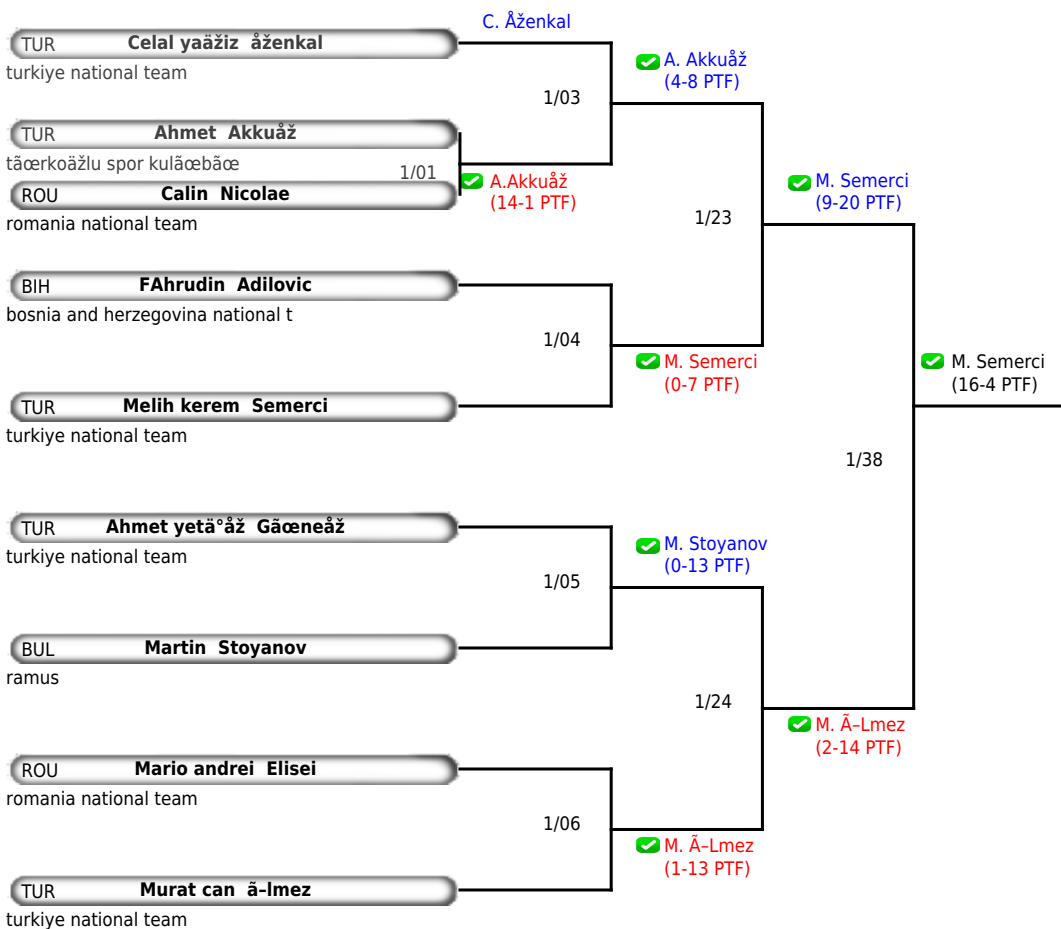 C. Åženkal
TUR Celal yaäžiz åženkal
turkiye national team
A. Akkuåž
(4-8 PTF)
1/03
TUR Ahmet Akkuåž
tãœrkoäžlu spor kulãœbãœ
1/01
A.Akkuåž
(14-1 PTF)
ROU Calin Nicolae
romania national team
M. Semerci
(9-20 PTF)
1/23
BIH FAhrudin Adilovic
bosnia and herzegovina national t
1/04
M. Semerci
(0-7 PTF)
M. Semerci
(16-4 PTF)
TUR Melih kerem Semerci
turkiye national team
1/38
TUR Ahmet yetä°åž Gãœneåž
turkiye national team
M. Stoyanov
(0-13 PTF)
1/05
BUL Martin Stoyanov
ramus
1/24
M. Ã–Lmez
(2-14 PTF)
ROU Mario andrei Elisei
romania national team
1/06
M. Ã–Lmez
(1-13 PTF)
TUR Murat can ã–lmez
turkiye national team